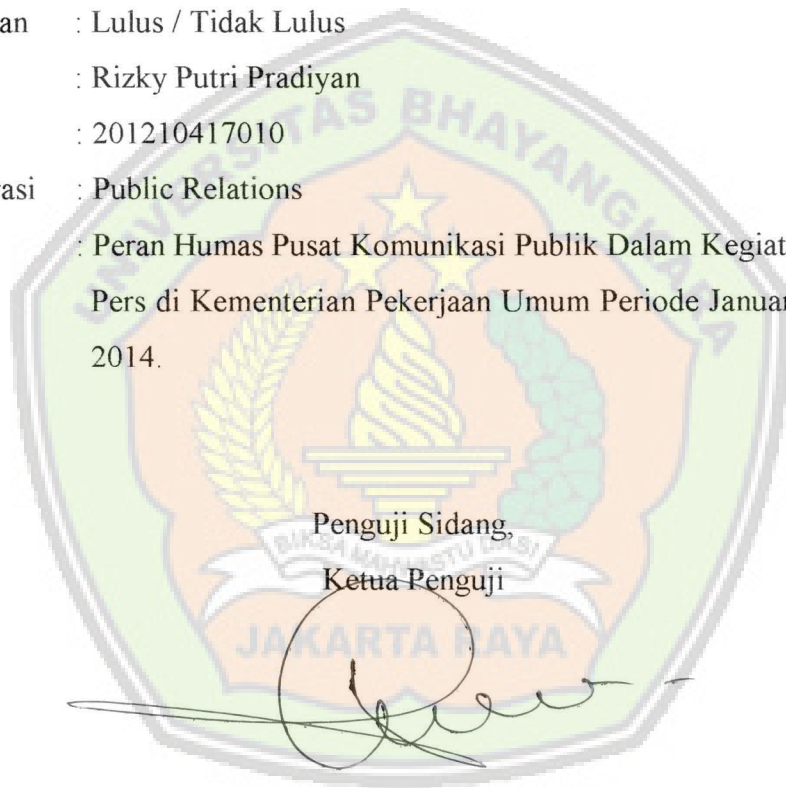 an : Lulus / Tidak Lulus
: Rizky Putri Pradiyan
: 201210417010
asi : Public Relations
: Peran Humas Pusat Komunikasi Publik Dalam Kegiat
Pers di Kementerian Pekerjaan Umum Periode Januar
2014.
UNIVERSITAS BHAYANGKARA
Penguji Sidang,
Ketua Penguji
JAKARTA RAYA